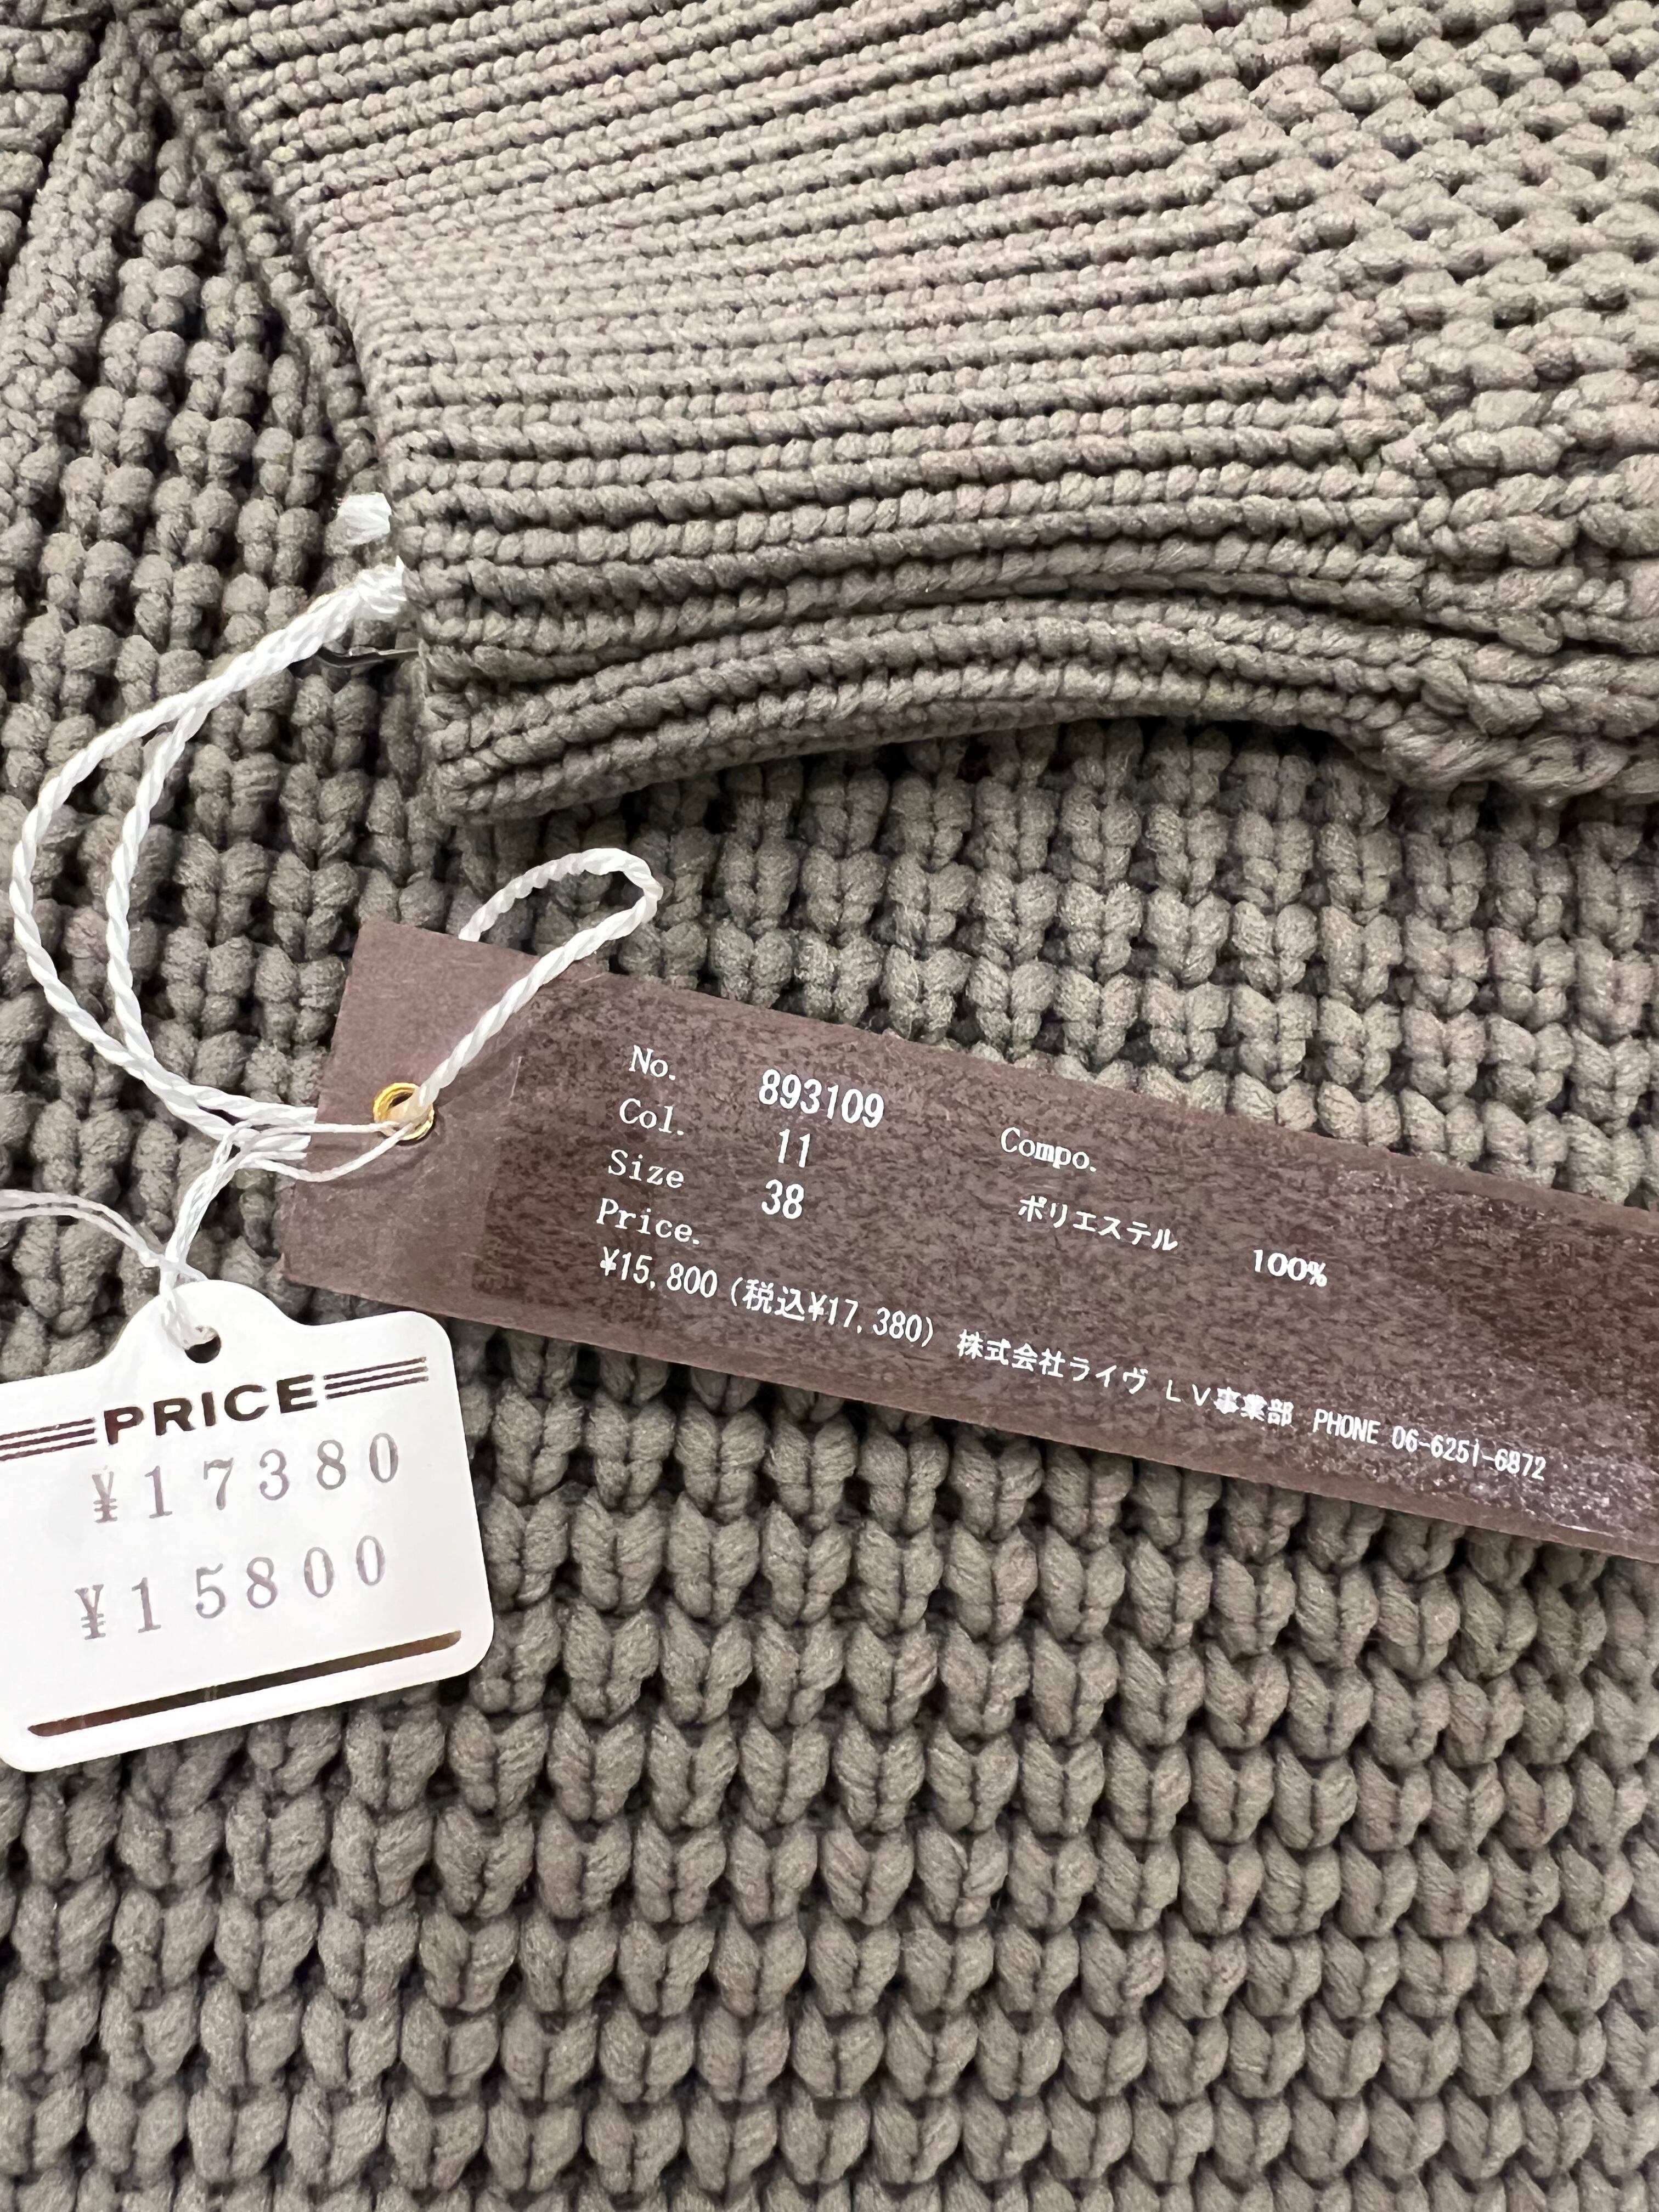 No. 893109
Col. 11
Size 38
Price.
¥15,800 (税込¥17,380)
Compo.
ポリエステル 100%
株式会社ライヴ LV事業部 PHONE 06-6251-6872
PRICE
¥17380
¥15800